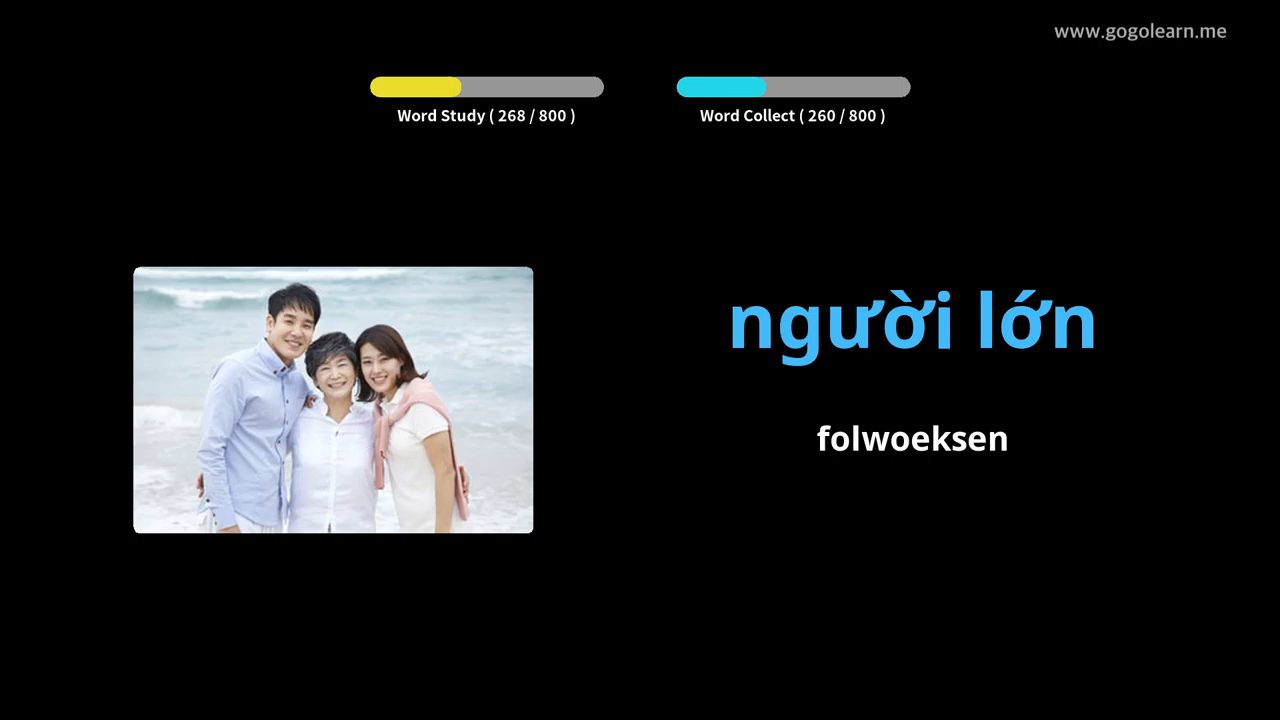 www.gogolearn.me
Word Study ( 268 / 800 )
Word Collect ( 260 / 800 )
người lớn
folwoeksen